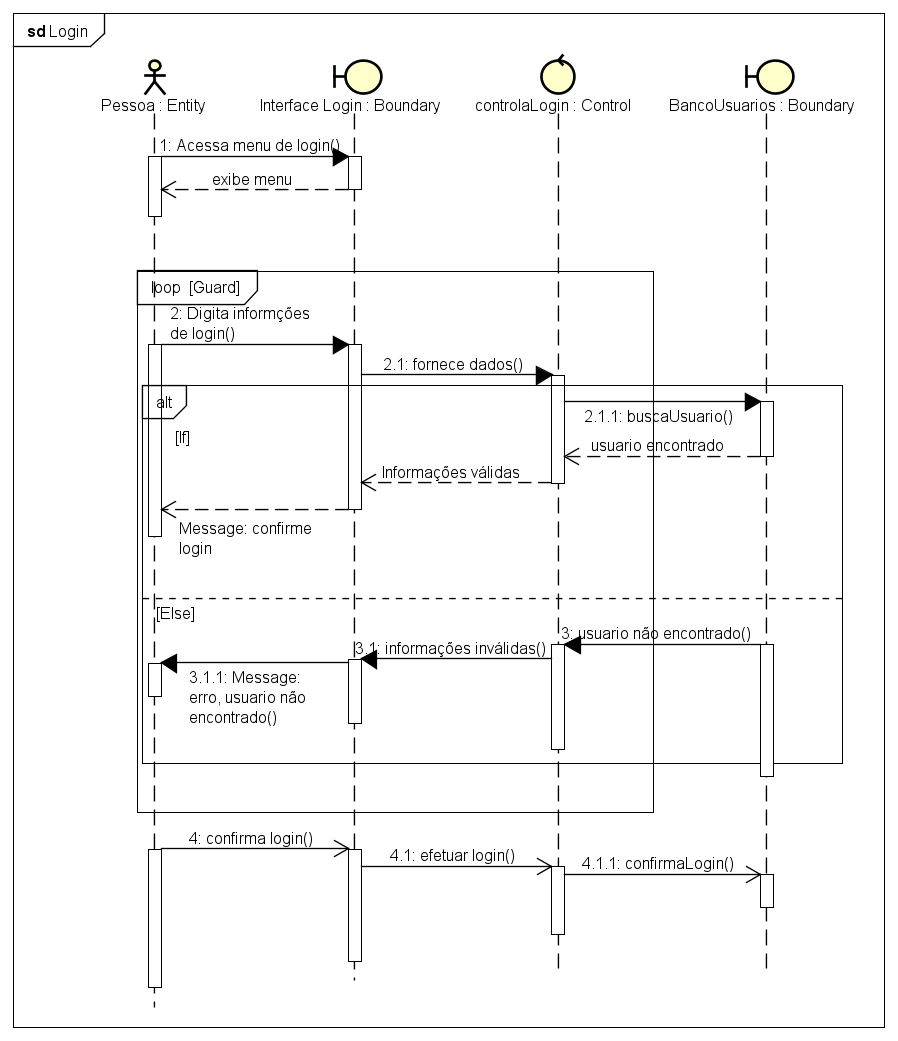 sd Login
Pessoa : Entity
Interface Login : Boundary
controlaLogin : Control
BancoUsuarios : Boundary
1: Acessa menu de login()
exibe menu
loop [Guard]
2: Digita informções
de login()
2.1: fornece dados()
alt
2.1.1: buscaUsuario()
[If]
usuario encontrado
Informações válidas
Message: confirme
login
[Else]
3: usuario não encontrado()
3.1: informações inválidas()
3.1.1: Message:
erro, usuario não
encontrado()
4: confirma login()
4.1: efetuar login()
4.1.1: confirmaLogin()